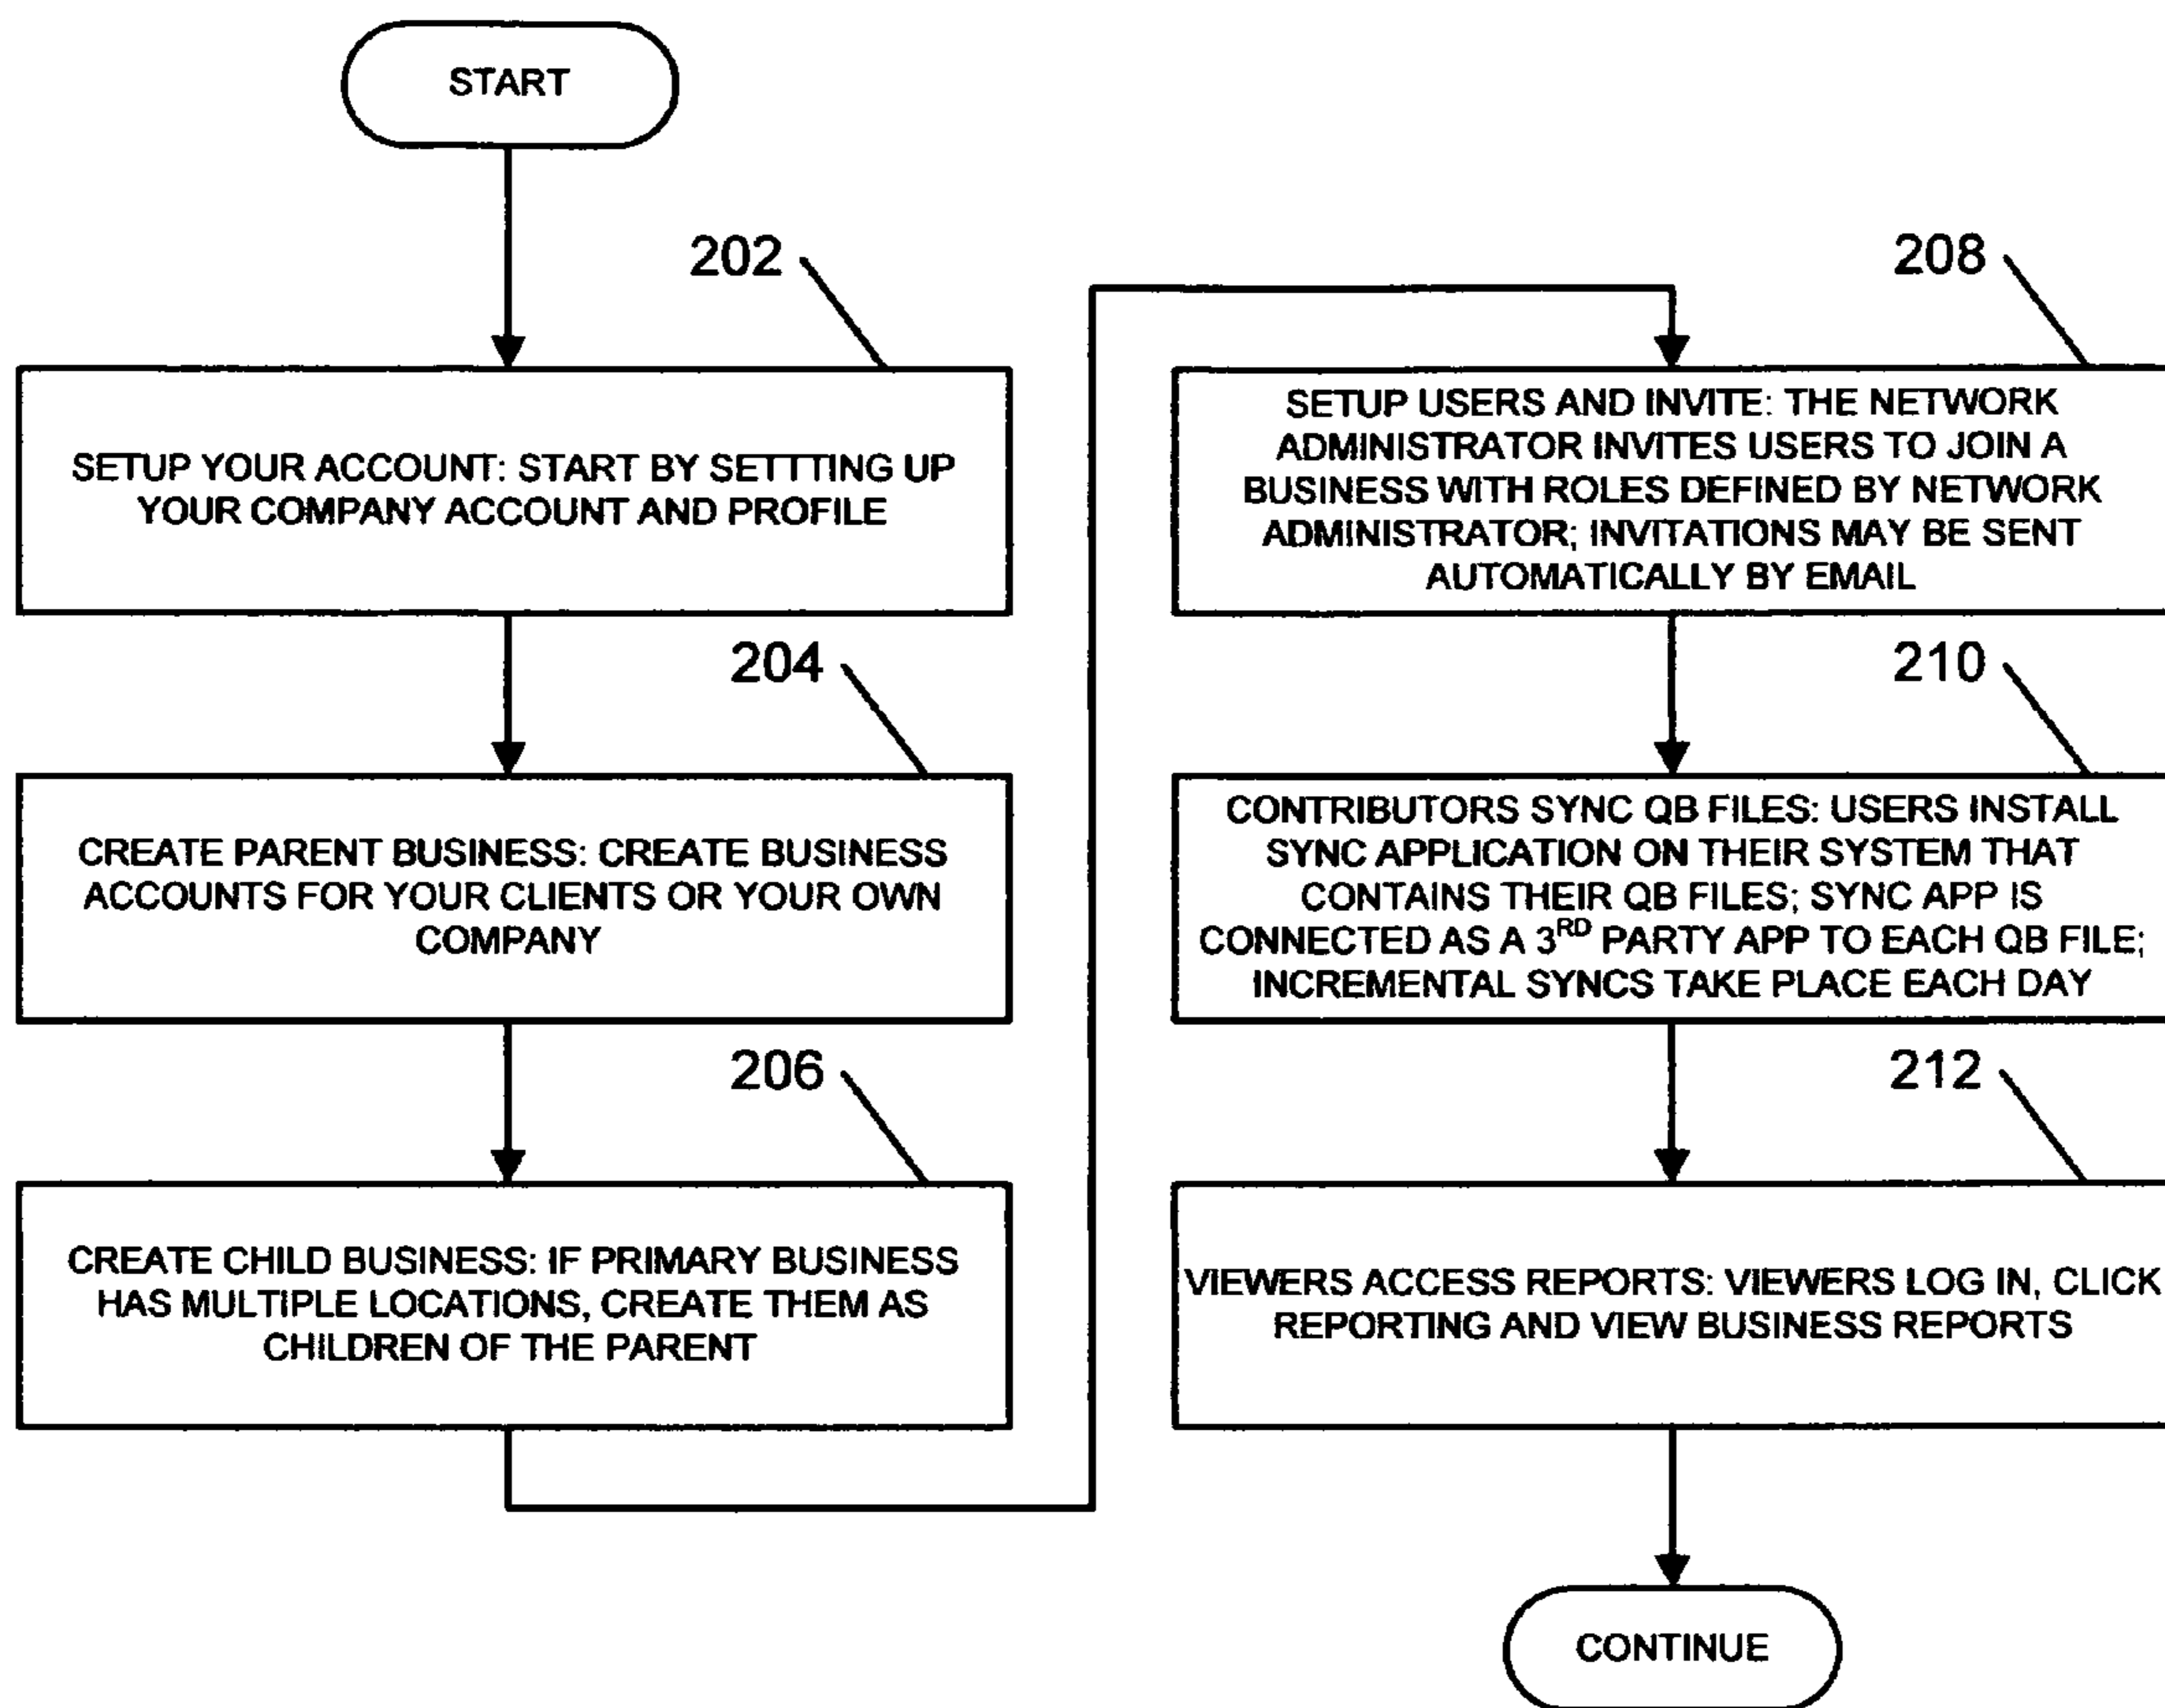 START
202
SETUP YOUR ACCOUNT: START BY SETTTING UP
YOUR COMPANY ACCOUNT AND PROFILE
204
CREATE PARENT BUSINESS: CREATE BUSINESS
ACCOUNTS FOR YOUR CLIENTS OR YOUR OWN
COMPANY
206
CREATE CHILD BUSINESS: IF PRIMARY BUSINESS
HAS MULTIPLE LOCATIONS, CREATE THEM AS
CHILDREN OF THE PARENT
208
SETUP USERS AND INVITE: THE NETWORK
ADMINISTRATOR INVITES USERS TO JOIN A
BUSINESS WITH ROLES DEFINED BY NETWORK
ADMINISTRATOR; INVITATIONS MAY BE SENT
AUTOMATICALLY BY EMAIL
210
CONTRIBUTORS SYNC QB FILES: USERS INSTALL
SYNC APPLICATION ON THEIR SYSTEM THAT
CONTAINS THEIR QB FILES; SYNC APP IS
CONNECTED AS A 3RD PARTY APP TO EACH QB FILE;
INCREMENTAL SYNCS TAKE PLACE EACH DAY
212
VIEWERS ACCESS REPORTS: VIEWERS LOG IN, CLICK
REPORTING AND VIEW BUSINESS REPORTS
CONTINUE